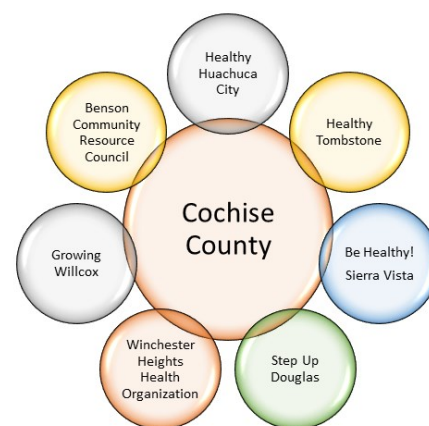 Healthy
Huachuca
City
Benson
Community
Resource
Council
Healthy
Tombstone
Cochise
County
Growing
Willcox
Be Healthy!
Sierra Vista
Winchester
Heights
Health
Organization
Step Up
Douglas